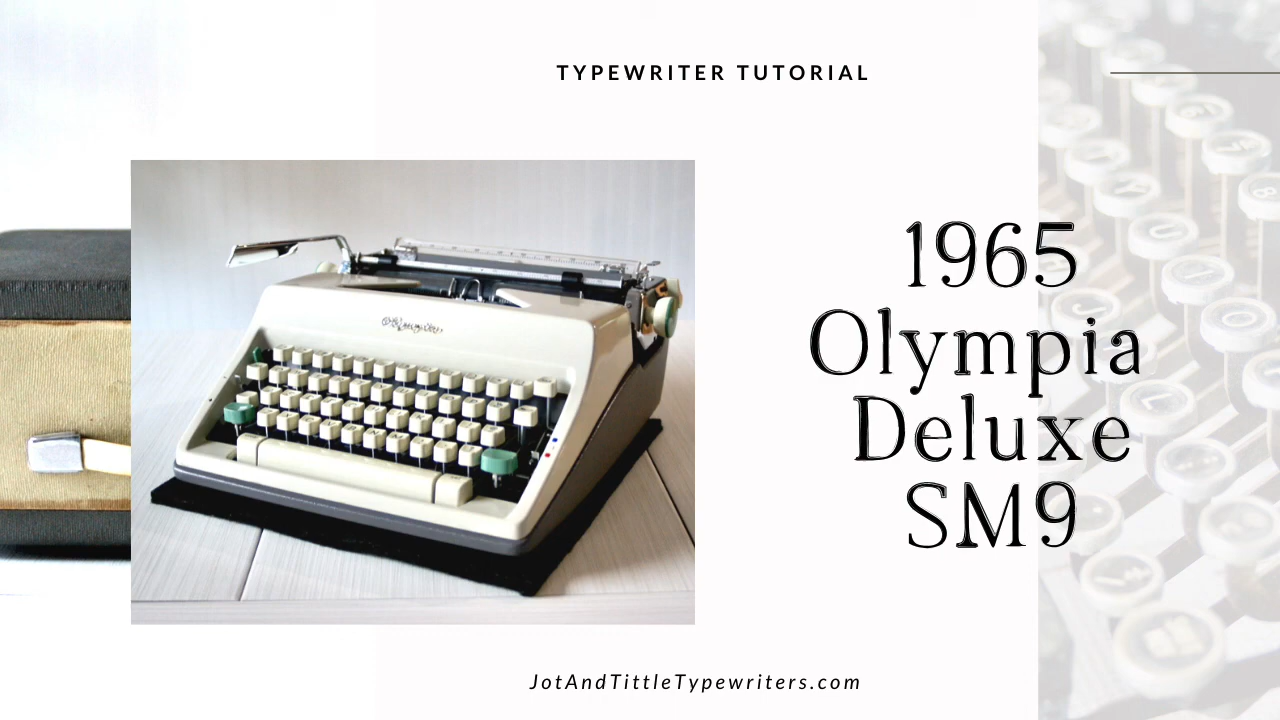 TYPEWRITER TUTORIAL
1965
Olympia
Deluxe
SM9
JotAndTittleTypewriters.com